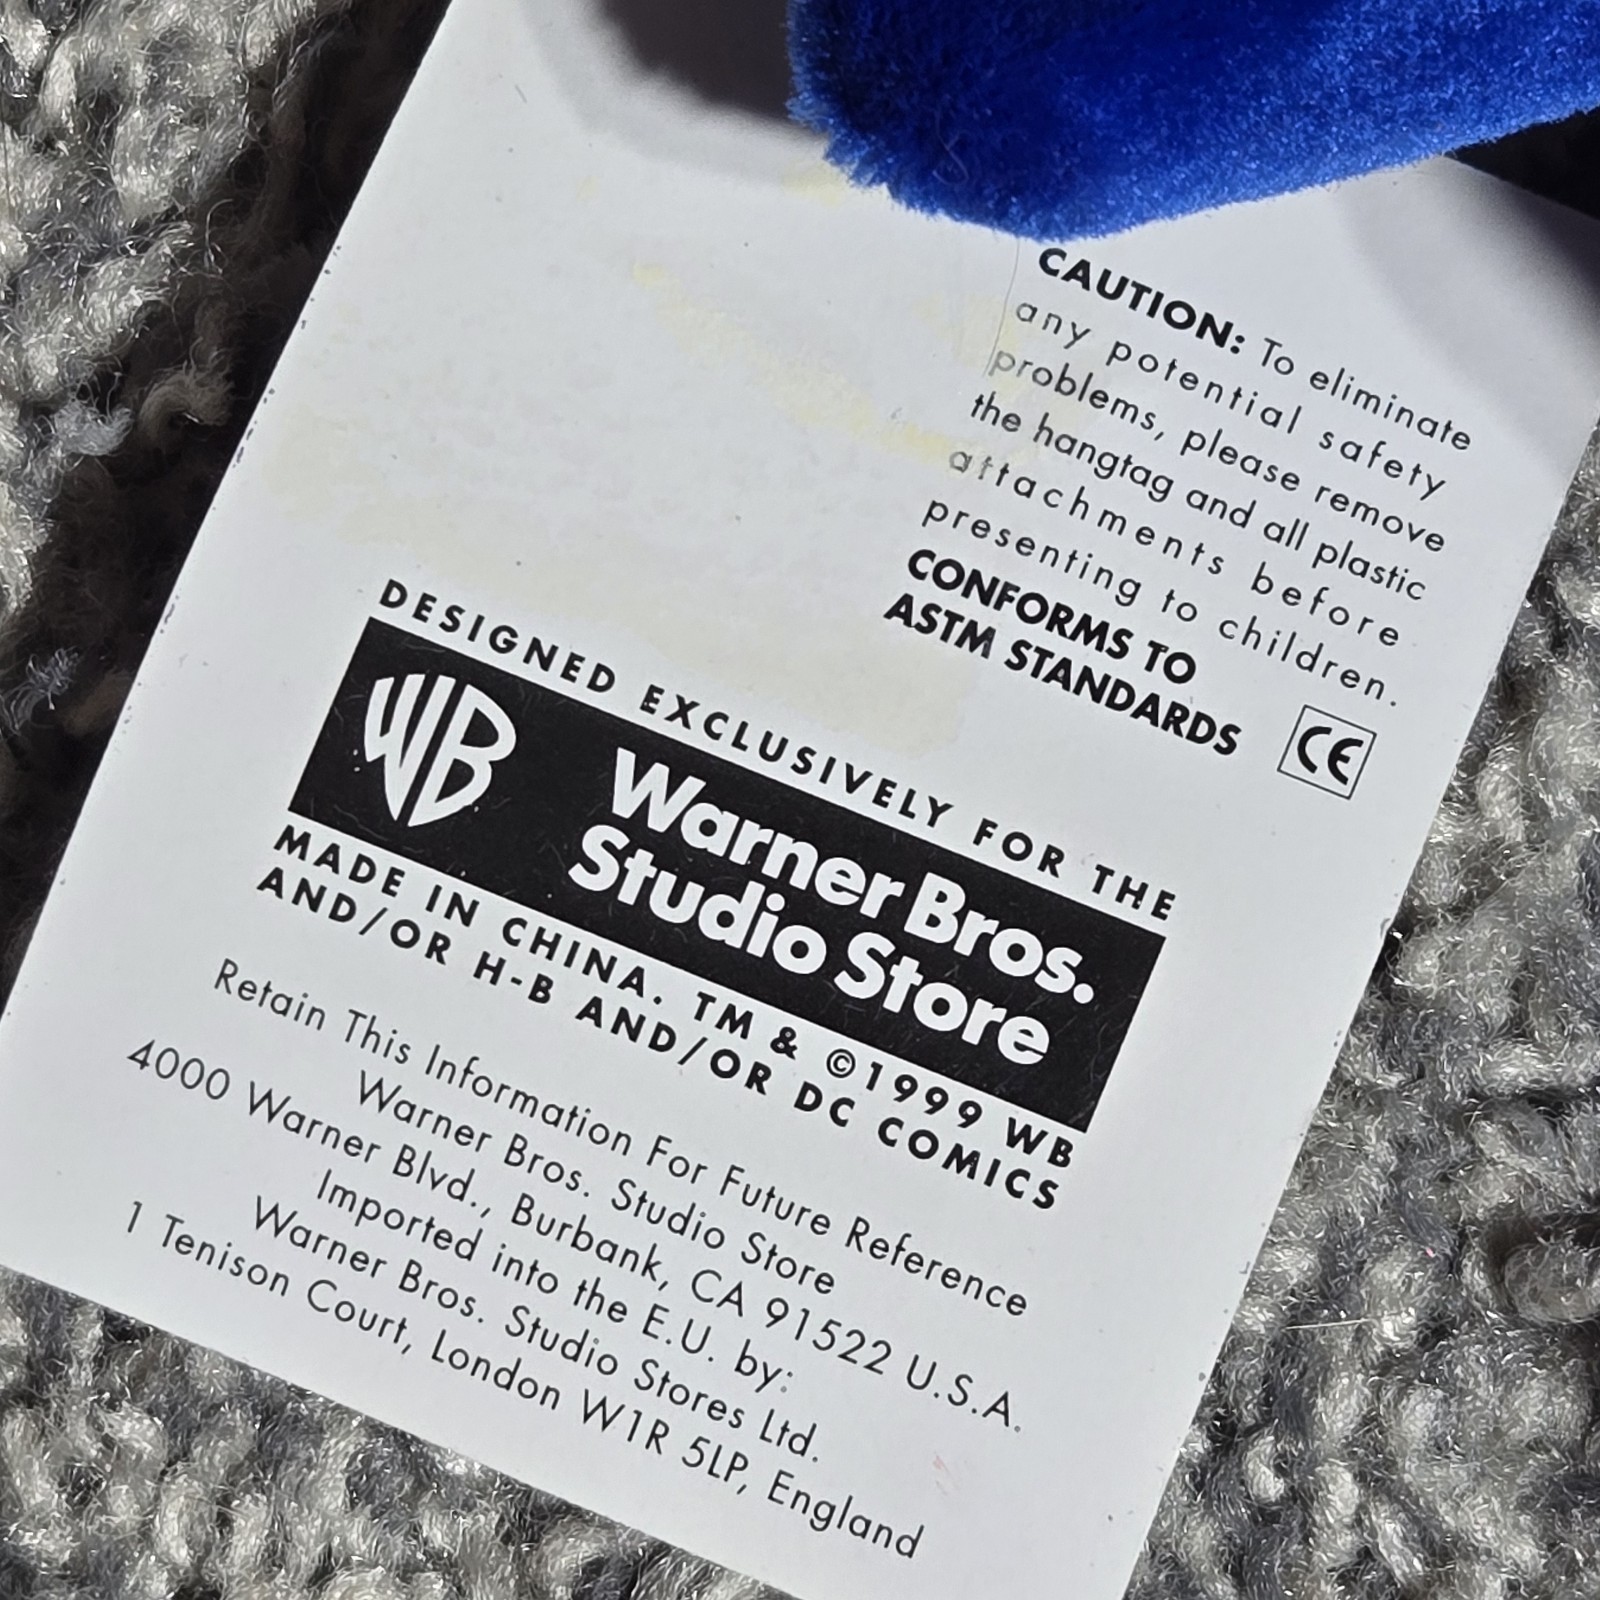 CAUTION: To eliminate
any potential safety
problems, please remove
the hangtag and all plastic
attachments before
presenting to children.
CONFORMS TO
ASTM STANDARDS
CE
DESIGNED EXCLUSIVELY FOR THE
WB
Warner Bros.
Studio Store
MADE IN CHINA. TM & ©1999 WB
AND/OR H-B AND/OR DC COMICS
Retain This Information For Future Reference
Warner Bros. Studio Store
4000 Warner Blvd., Burbank, CA 91522 U.S.A.
Imported into the E.U. by:
Warner Bros. Studio Stores Ltd.
1 Tenison Court, London W1R 5LP, England